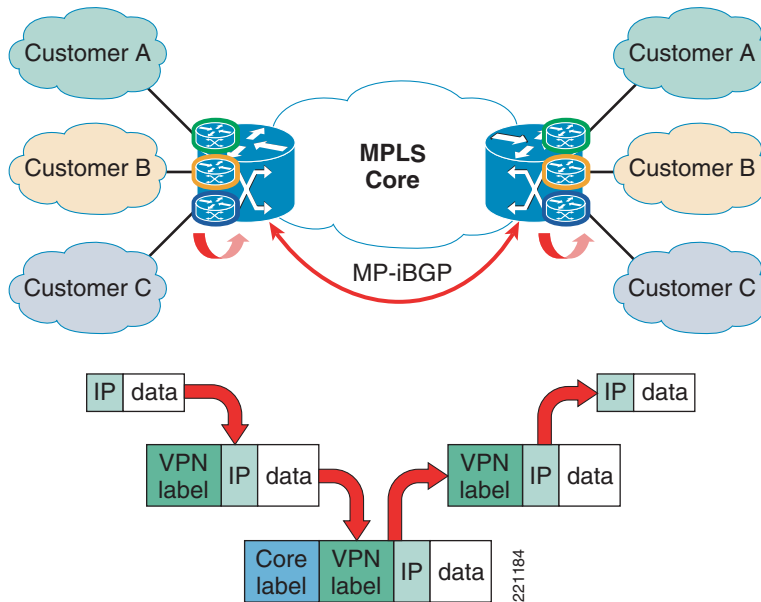 Customer A
Customer A
Customer B
MPLS
Core
Customer B
MP-iBGP
Customer C
Customer C
IP data
IP data
VPN
label IP data
VPN
label IP data
Core
label VPN
label IP data
221184